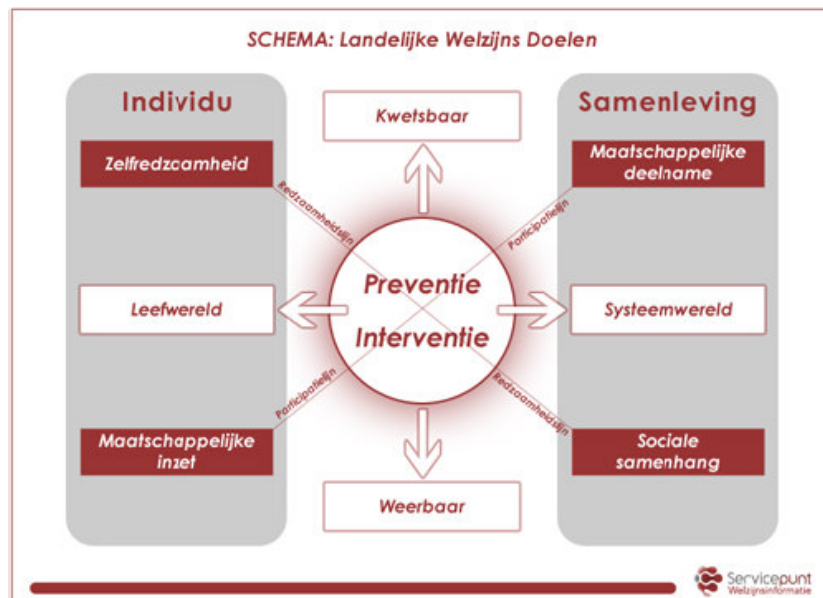 SCHEMA: Landelijke Welzijns Doelen
Individu
Zelfredzaamheid
Leefwereld
Maatschappelijke
inzet
Kwetsbaar
Redzaamheidslijn
Participatielijn
Preventie
Interventie
Participatielijn
Redzaamheidslijn
Weerbaar
Samenleving
Maatschappelijke
deelname
Systeemwereld
Sociale
samenhang
Servicepunt
Welzijnsinformatie